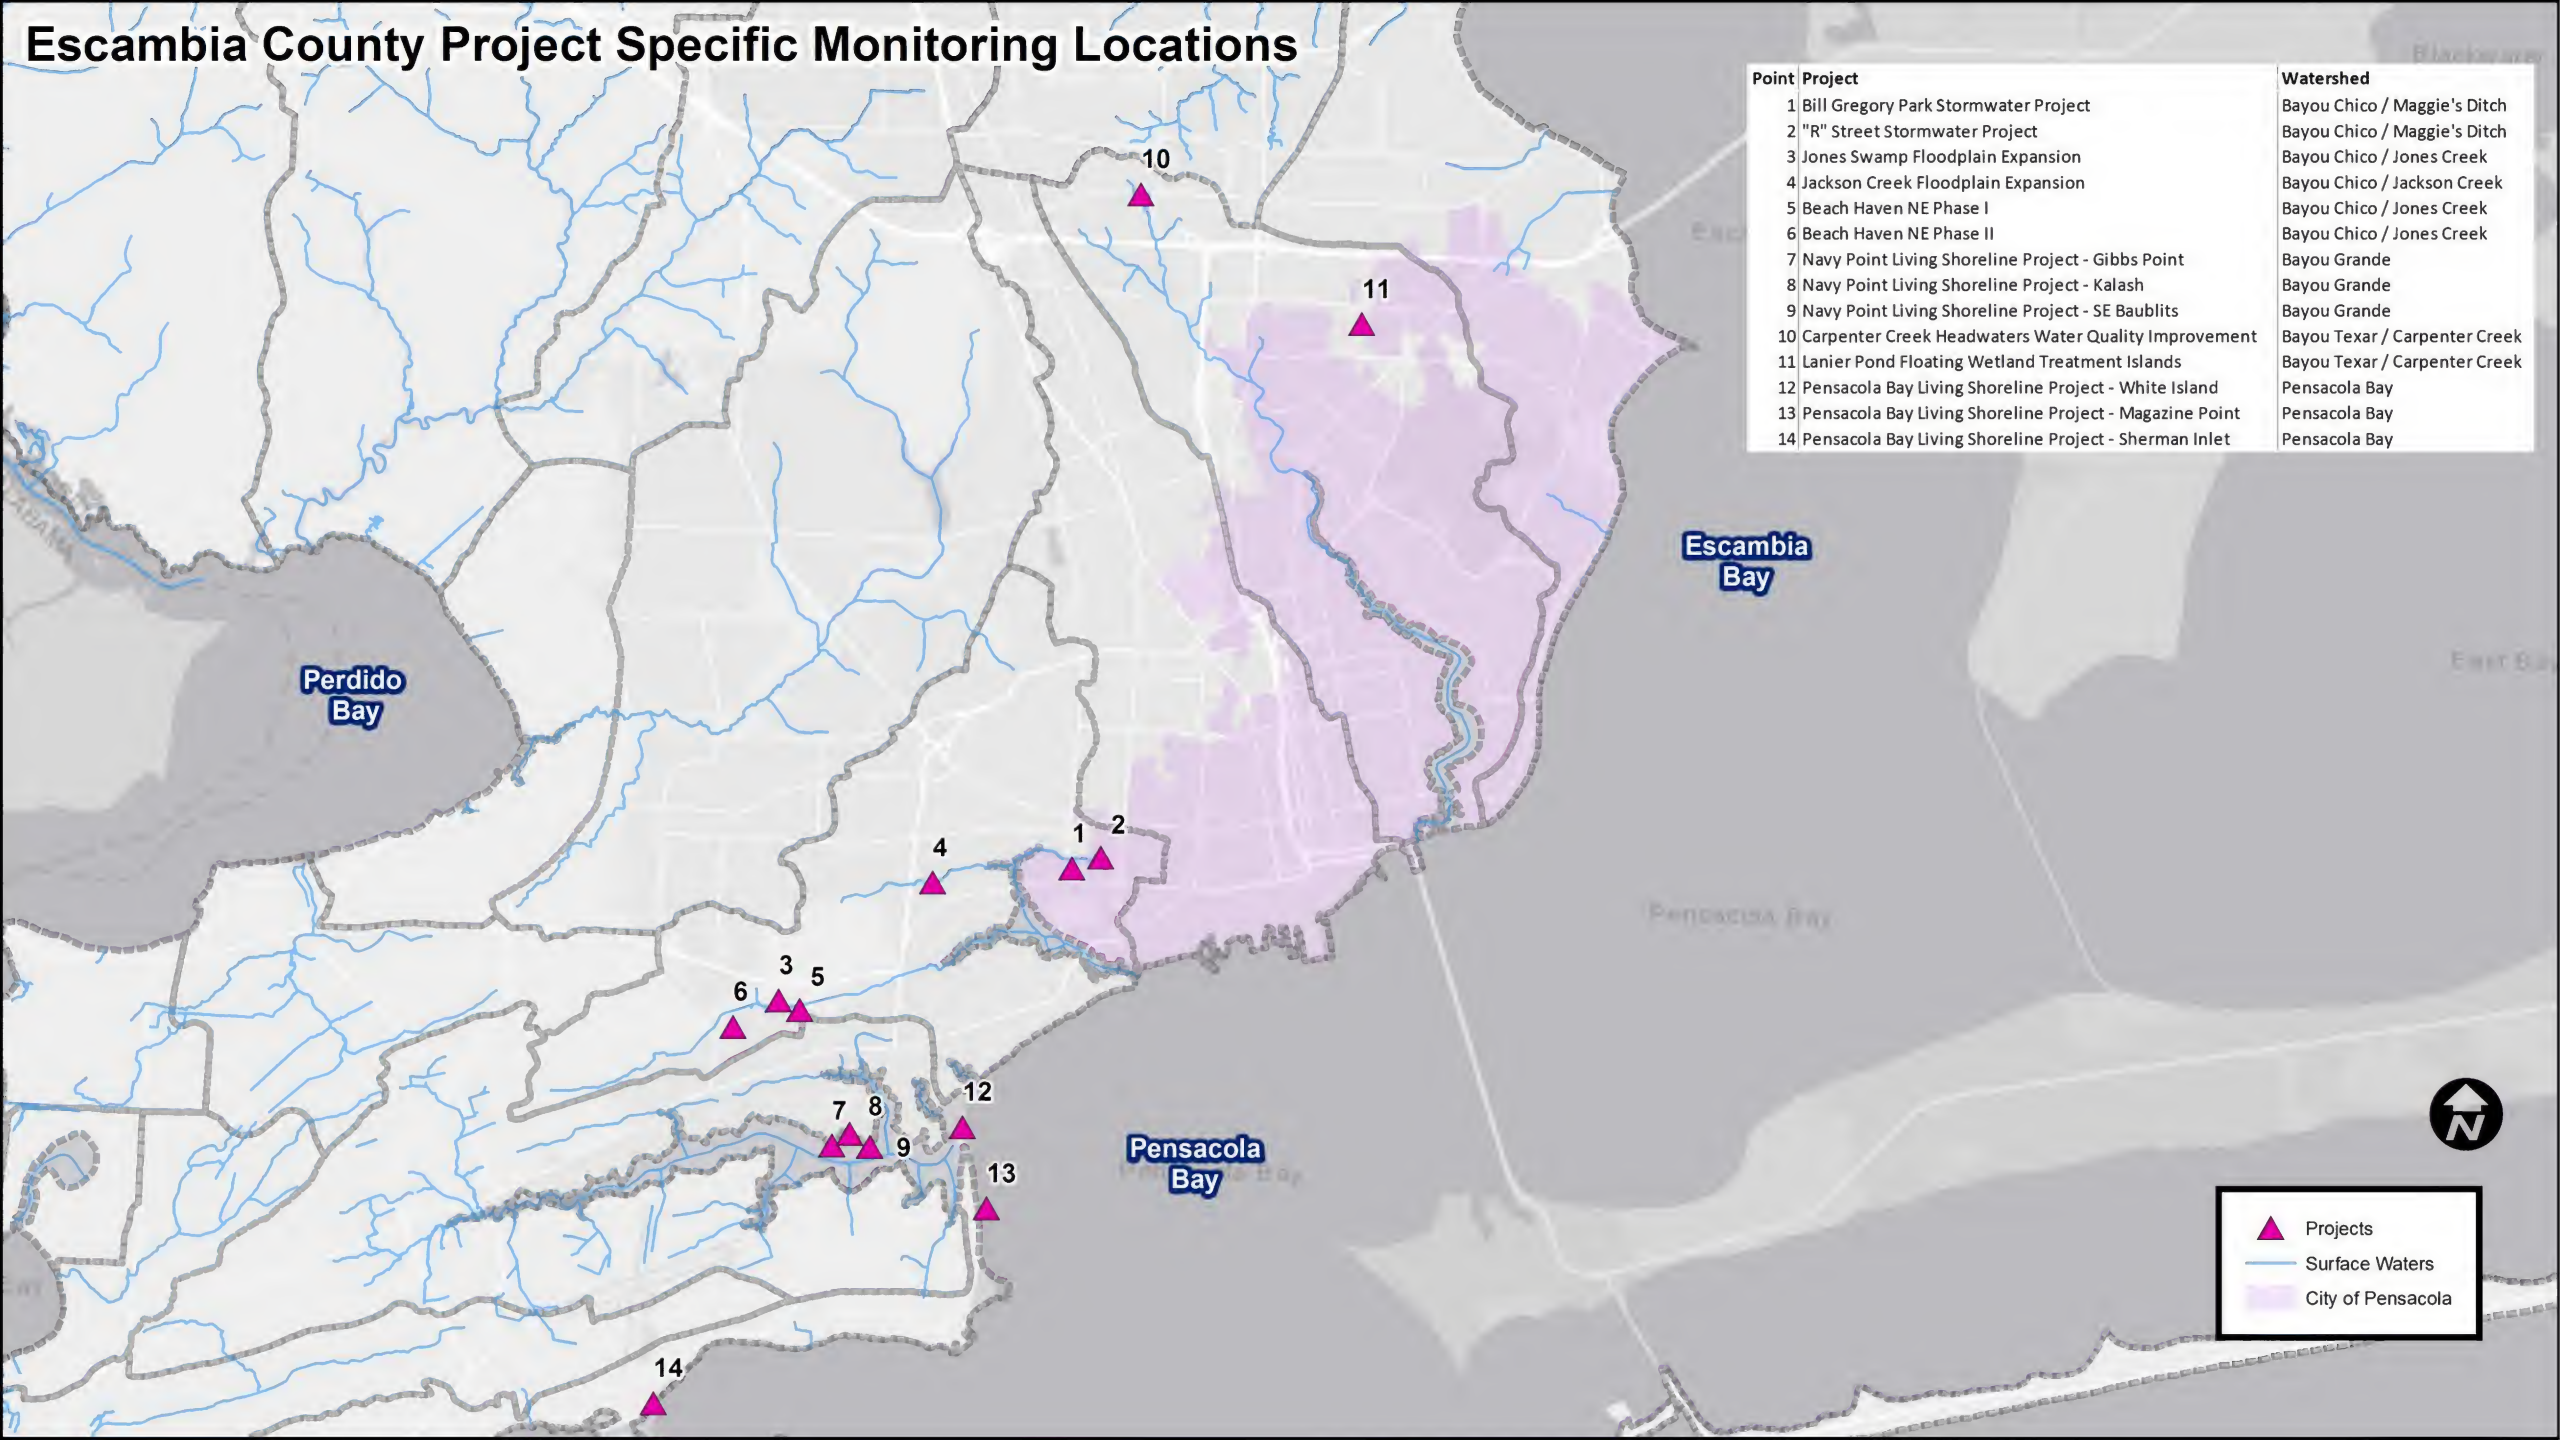 Escambia County Project Specific Monitoring Locations
Point Project Watershed
1 Bill Gregory Park Stormwater Project Bayou Chico / Maggie's Ditch
2 "R" Street Stormwater Project Bayou Chico / Maggie's Ditch
3 Jones Swamp Floodplain Expansion Bayou Chico / Jones Creek
4 Jackson Creek Floodplain Expansion Bayou Chico / Jackson Creek
5 Beach Haven NE Phase I Bayou Chico / Jones Creek
6 Beach Haven NE Phase II Bayou Chico / Jones Creek
7 Navy Point Living Shoreline Project - Gibbs Point Bayou Grande
8 Navy Point Living Shoreline Project - Kalash Bayou Grande
9 Navy Point Living Shoreline Project - SE Baublits Bayou Grande
10 Carpenter Creek Headwaters Water Quality Improvement Bayou Texar / Carpenter Creek
11 Lanier Pond Floating Wetland Treatment Islands Bayou Texar / Carpenter Creek
12 Pensacola Bay Living Shoreline Project - White Island Pensacola Bay
13 Pensacola Bay Living Shoreline Project - Magazine Point Pensacola Bay
14 Pensacola Bay Living Shoreline Project - Sherman Inlet Pensacola Bay
10
11
Escambia
Bay
East Bay
Perdido
Bay
2
1
4
Pensacola Bay
3
5
6
12
7
8
9
Pensacola
Bay
13
14
N
Projects
Surface Waters
City of Pensacola